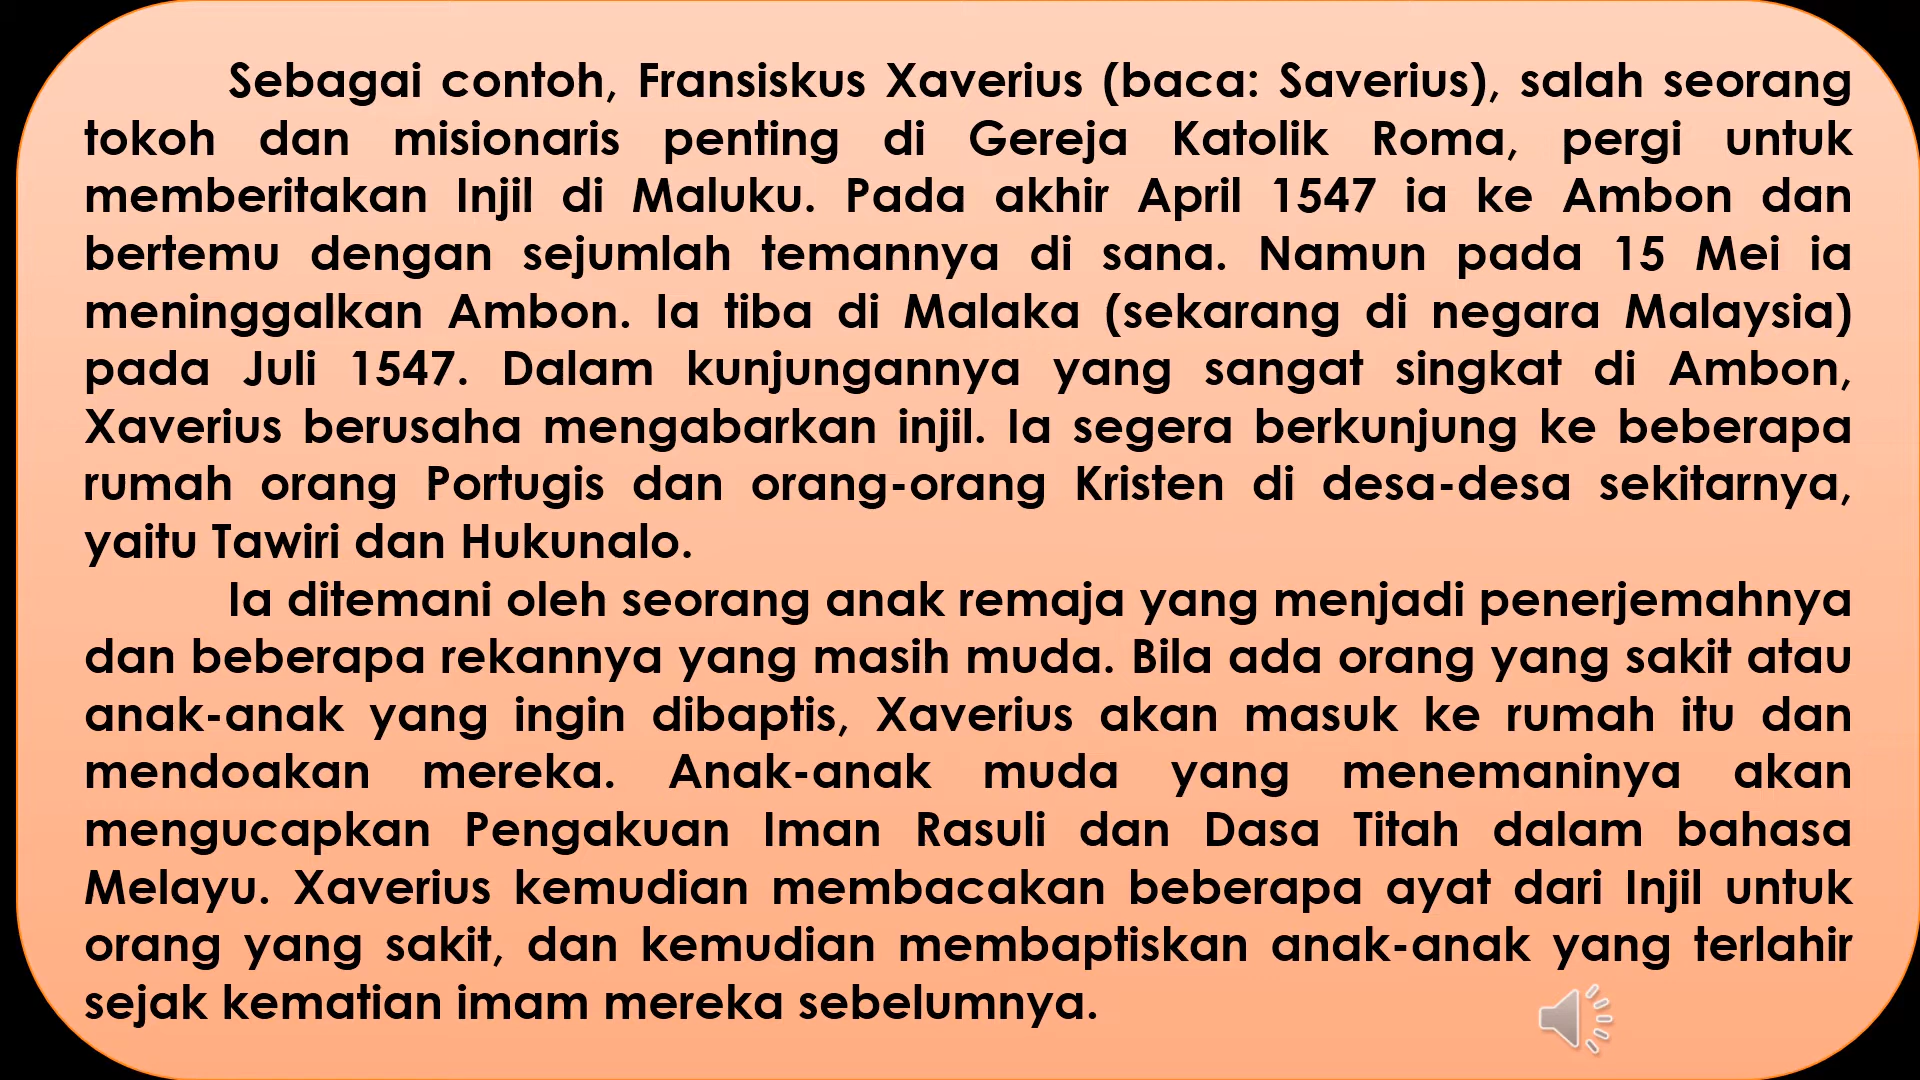 Sebagai contoh, Fransiskus Xaverius (baca: Saverius), salah seorang
tokoh dan misionaris penting di Gereja Katolik Roma, pergi untuk
memberitakan Injil di Maluku. Pada akhir April 1547 ia ke Ambon dan
bertemu dengan sejumlah temannya di sana. Namun pada 15 Mei ia
meninggalkan Ambon. Ia tiba di Malaka (sekarang di negara Malaysia)
pada Juli 1547. Dalam kunjungannya yang sangat singkat di Ambon,
Xaverius berusaha mengabarkan injil. Ia segera berkunjung ke beberapa
rumah orang Portugis dan orang-orang Kristen di desa-desa sekitarnya,
yaitu Tawiri dan Hukunalo.
Ia ditemani oleh seorang anak remaja yang menjadi penerjemahnya
dan beberapa rekannya yang masih muda. Bila ada orang yang sakit atau
anak-anak yang ingin dibaptis, Xaverius akan masuk ke rumah itu dan
mendoakan mereka. Anak-anak muda yang menemaninya akan
mengucapkan Pengakuan Iman Rasuli dan Dasa Titah dalam bahasa
Melayu. Xaverius kemudian membacakan beberapa ayat dari Injil untuk
orang yang sakit, dan kemudian membaptiskan anak-anak yang terlahir
sejak kematian imam mereka sebelumnya.